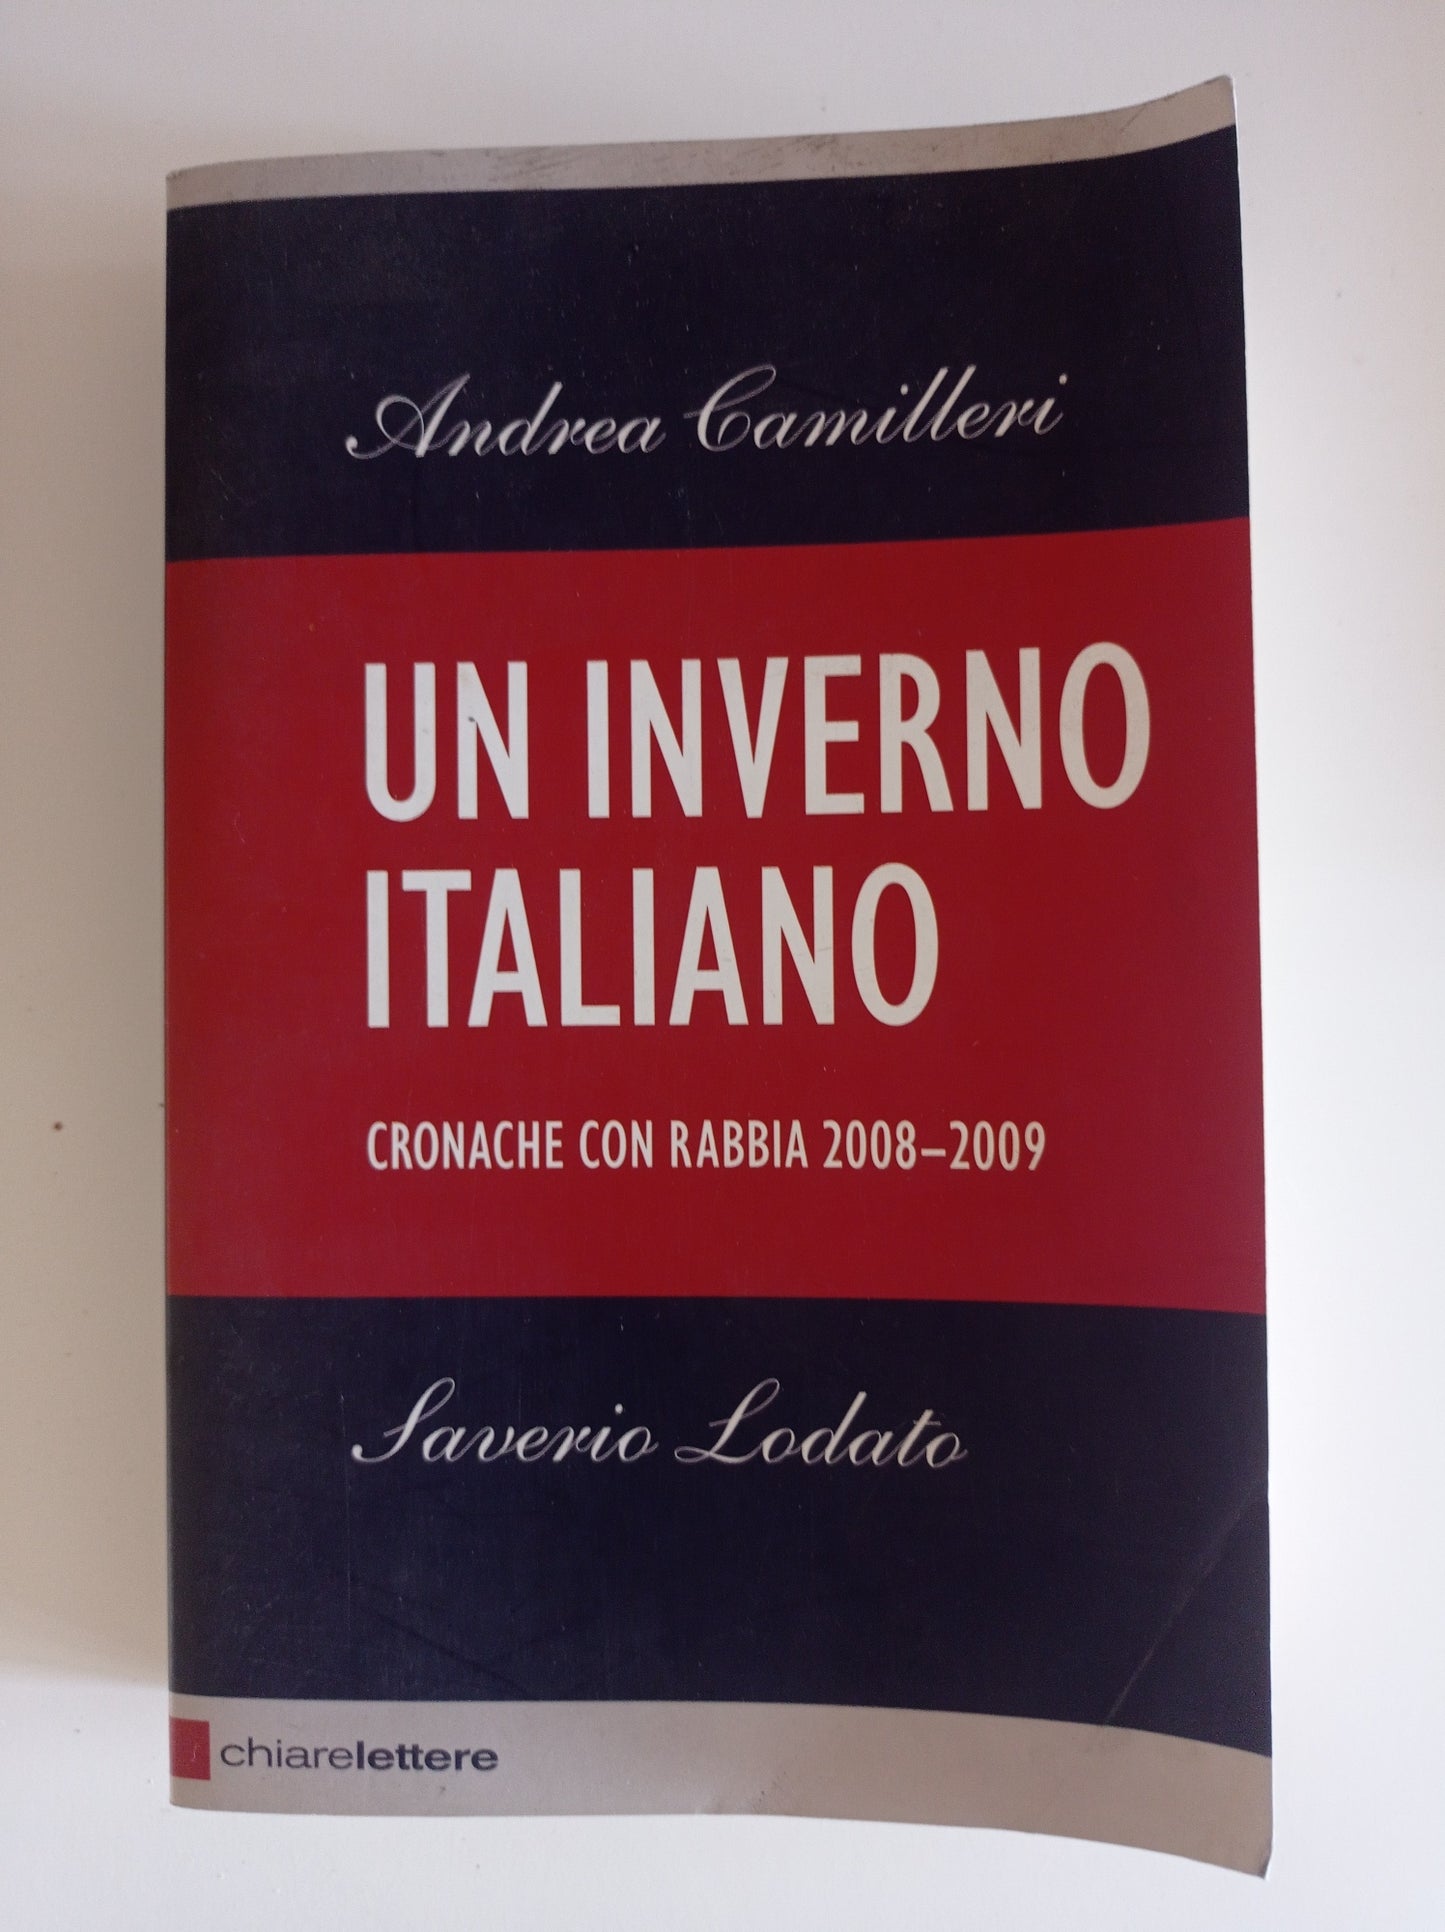 Andrea Camilleri
UN INVERNO
ITALIANO
CRONACHE CON RABBIA 2008–2009
Saverio Lodato
chiarelettere